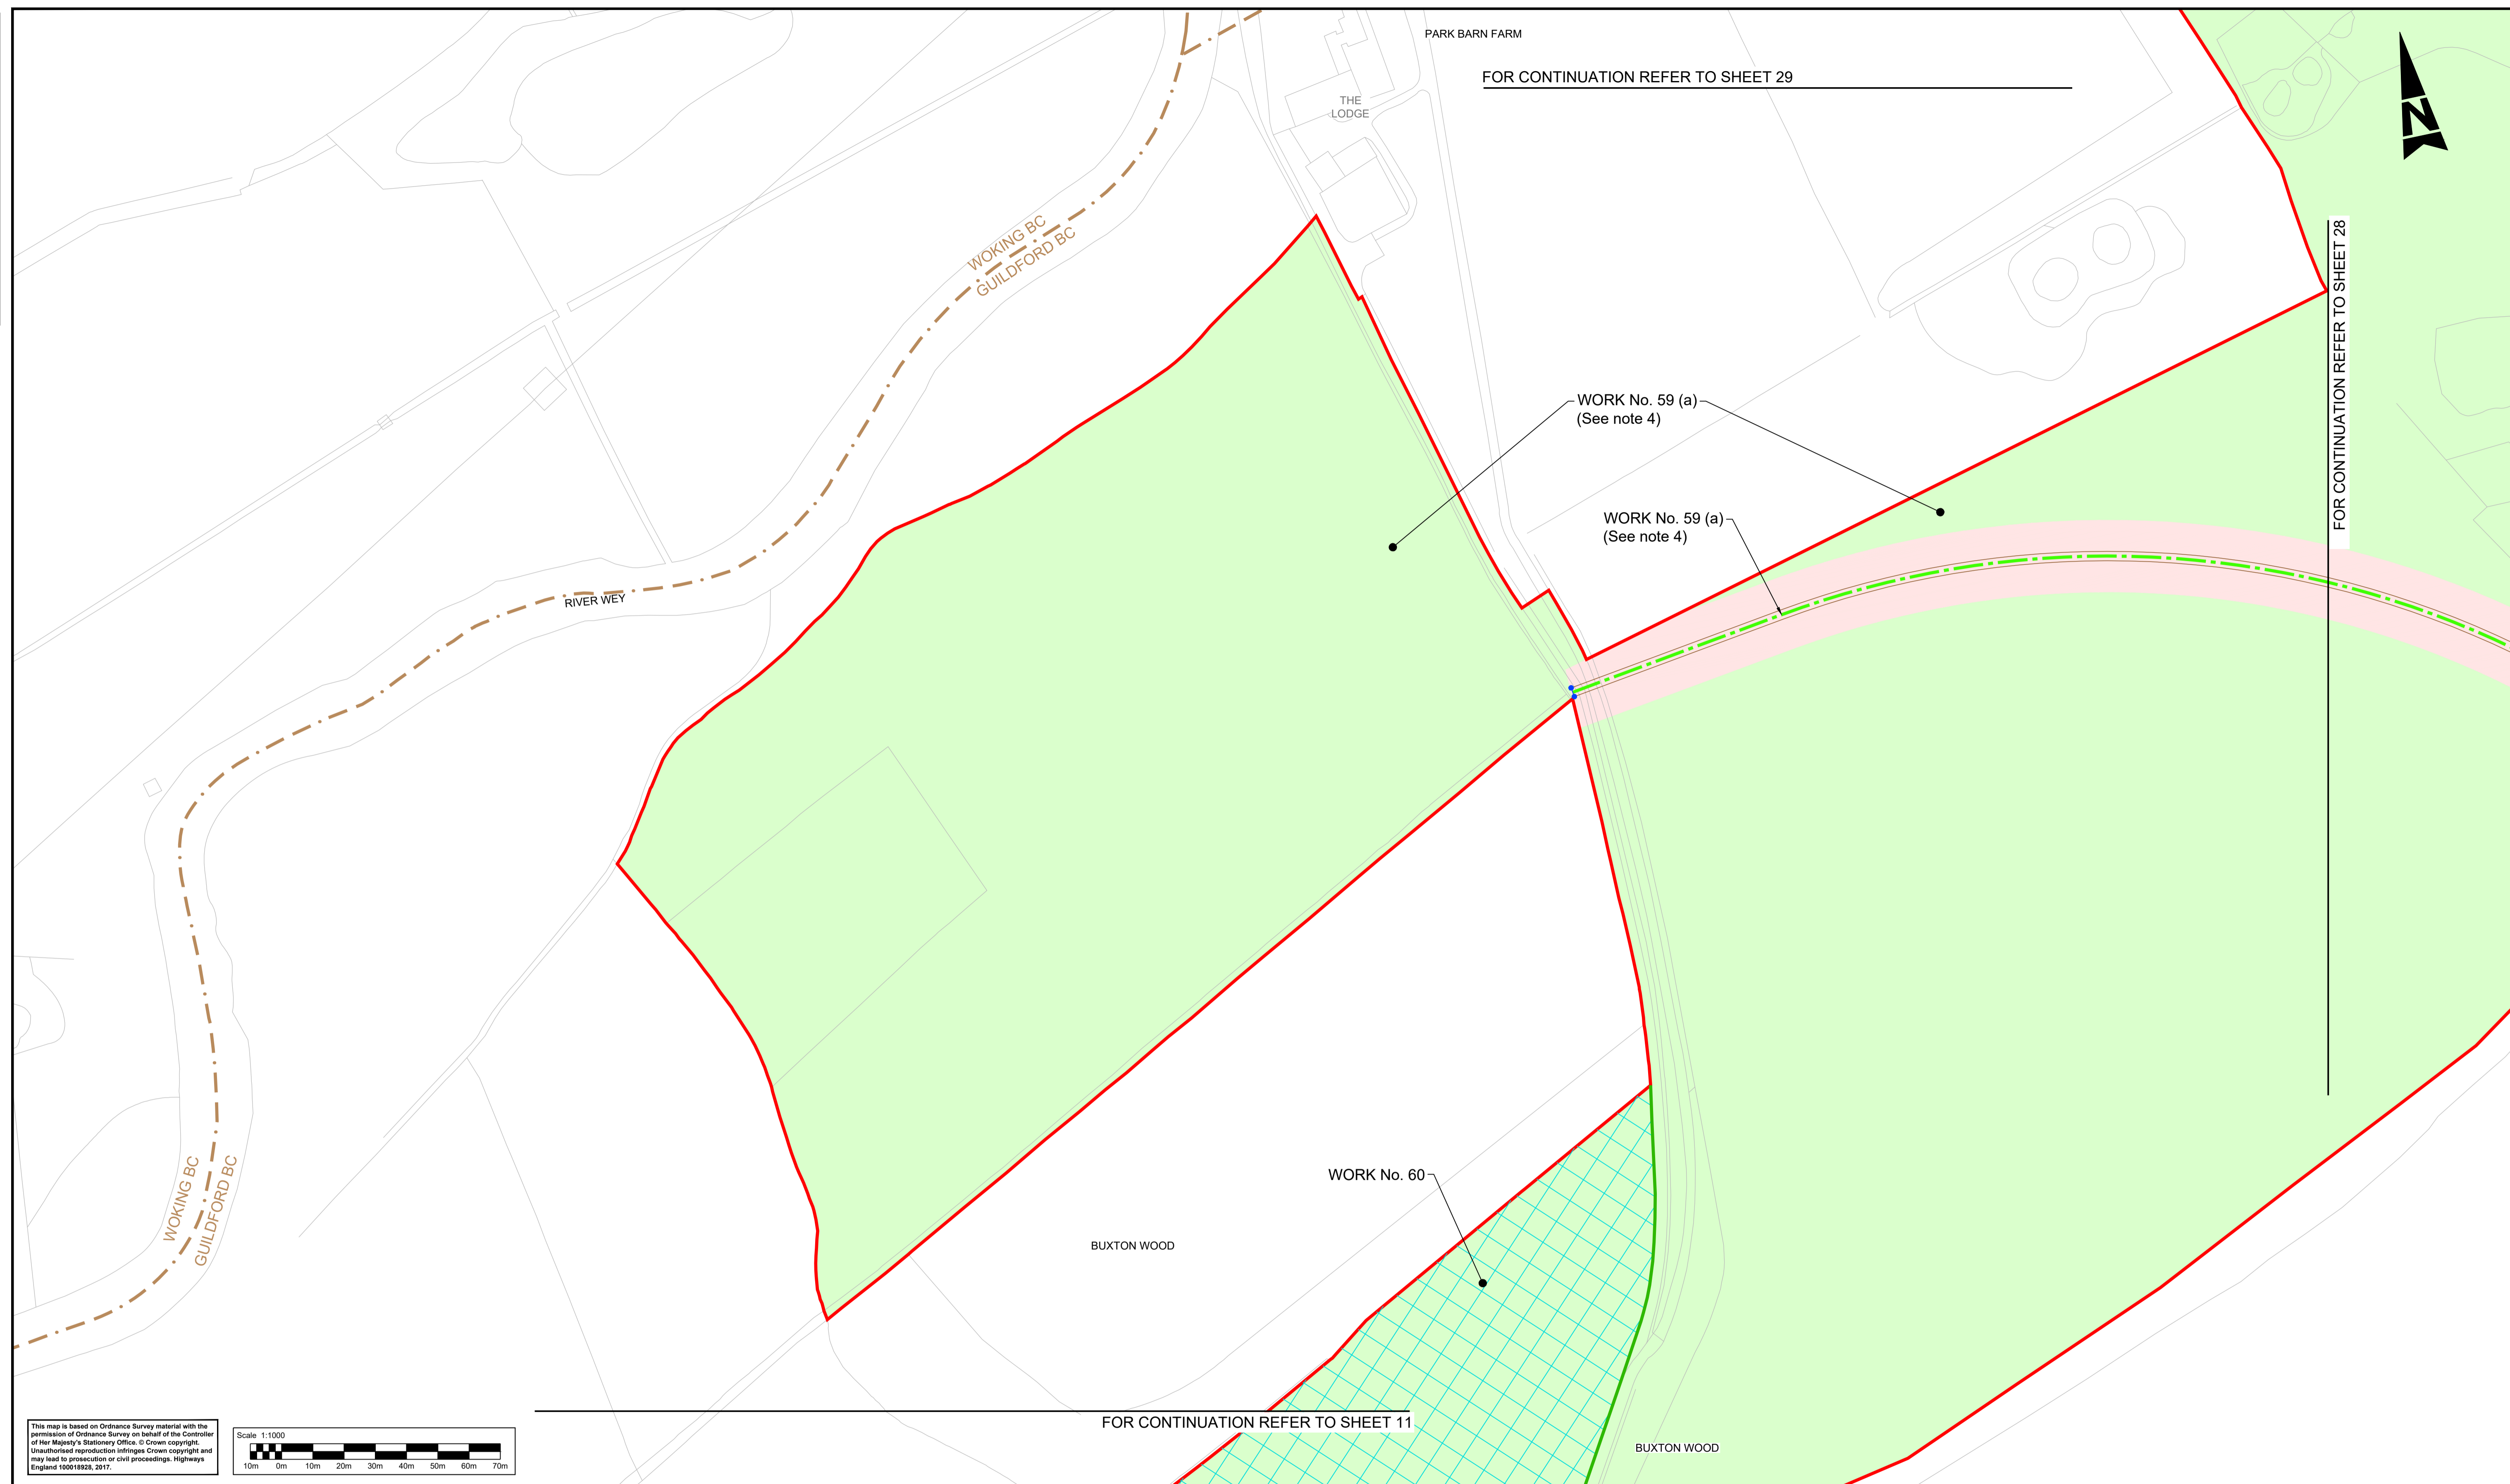 PARK BARN FARM
FOR CONTINUATION REFER TO SHEET 29
THE
LODGE
N
WOKING BC
GUILDFORD BC
FOR CONTINUATION REFER TO SHEET 28
WORK No. 59 (a)
(See note 4)
WORK No. 59 (a)
(See note 4)
RIVER WEY
WORK No. 60
WOKING BC
GUILDFORD BC
BUXTON WOOD
FOR CONTINUATION REFER TO SHEET 11
BUXTON WOOD
This map is based on Ordnance Survey material with the
permission of Ordnance Survey on behalf of the Controller
of Her Majesty's Stationery Office. © Crown copyright.
Unauthorised reproduction infringes Crown copyright and
may lead to prosecution or civil proceedings. Highways
England 100018928, 2017.
Scale 1:1000
10m 0m 10m 20m 30m 40m 50m 60m 70m